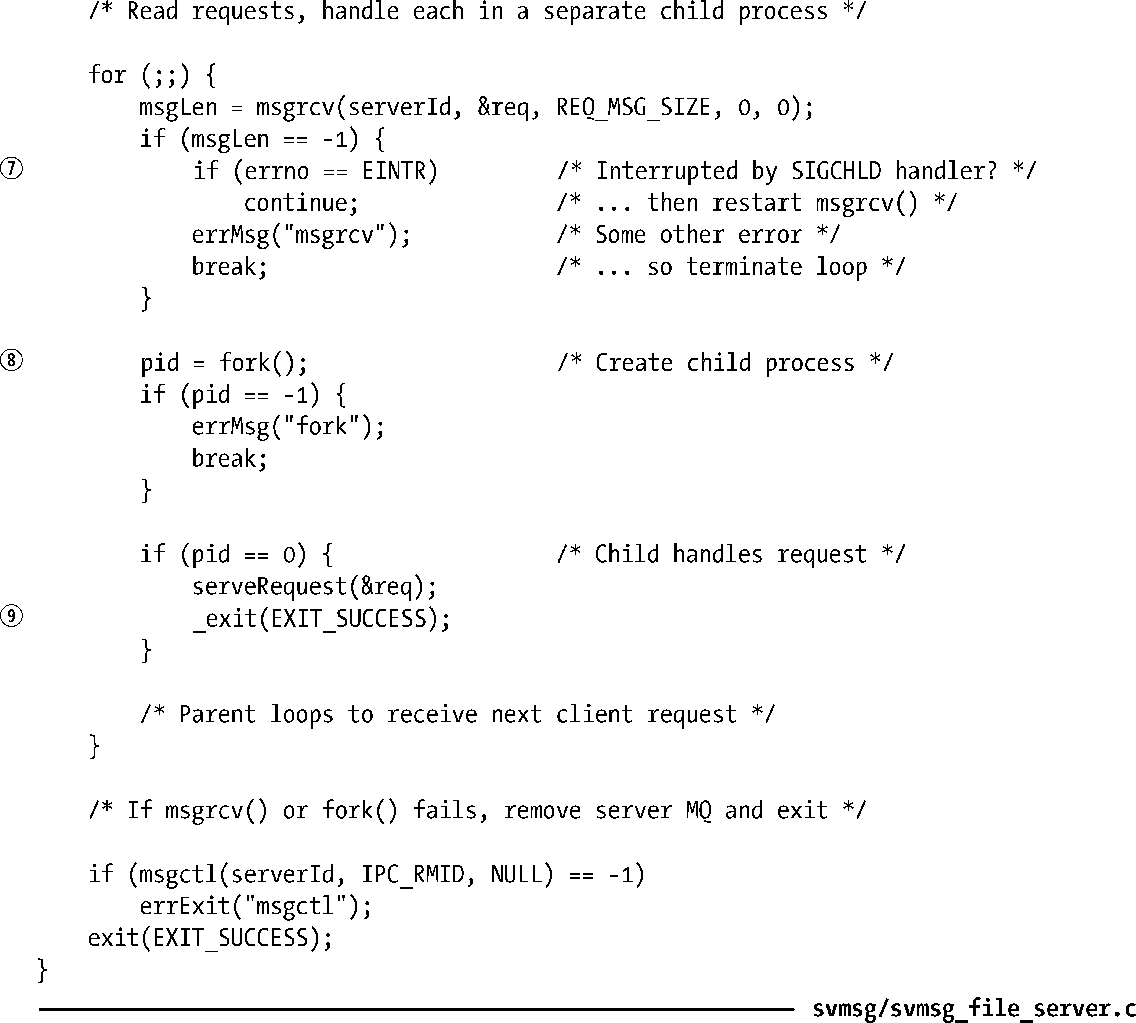 /* Read requests, handle each in a separate child process */
for (;;) {
msgLen = msgrcv(serverId, &req, REQ_MSG_SIZE, 0, 0);
if (msgLen == -1) {
⑦ if (errno == EINTR) /* Interrupted by SIGCHLD handler? */
continue; /* ... then restart msgrcv() */
errMsg("msgrcv"); /* Some other error */
break; /* ... so terminate loop */
}
⑧ pid = fork(); /* Create child process */
if (pid == -1) {
errMsg("fork");
break;
}
if (pid == 0) { /* Child handles request */
serveRequest(&req);
⑨ _exit(EXIT_SUCCESS);
}
/* Parent loops to receive next client request */
}
/* If msgrcv() or fork() fails, remove server MQ and exit */
if (msgctl(serverId, IPC_RMID, NULL) == -1)
errExit("msgctl");
exit(EXIT_SUCCESS);
}
svmsg/svmsg_file_server.c